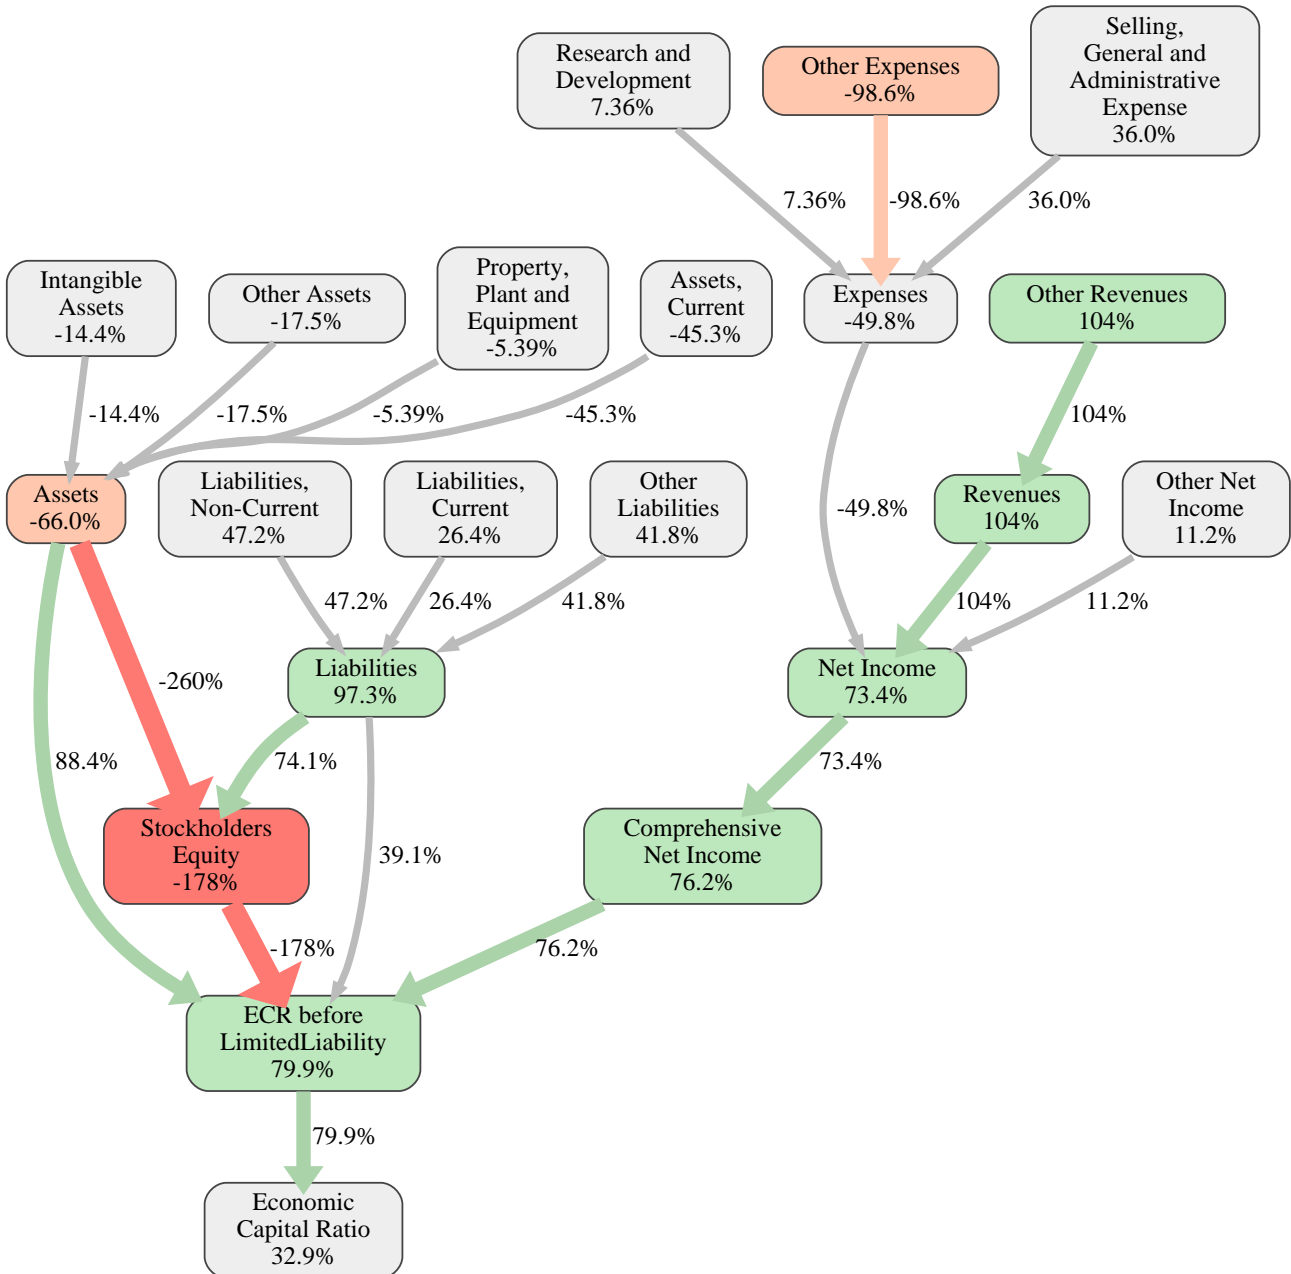 Research and
Development
7.36%
Other Expenses
-98.6%
Selling,
General and
Administrative
Expense
36.0%
7.36%
-98.6%
36.0%
Intangible
Assets
-14.4%
Other Assets
-17.5%
Property,
Plant and
Equipment
-5.39%
Assets,
Current
-45.3%
Expenses
-49.8%
Other Revenues
104%
-14.4%
-17.5%
-5.39%
-45.3%
104%
Assets
-66.0%
Liabilities,
Non-Current
47.2%
Liabilities,
Current
26.4%
Other
Liabilities
41.8%
-49.8%
Revenues
104%
Other Net
Income
11.2%
47.2%
26.4%
41.8%
104%
11.2%
-260%
Liabilities
97.3%
Net Income
73.4%
88.4%
74.1%
73.4%
Stockholders
Equity
-178%
39.1%
Comprehensive
Net Income
76.2%
-178%
76.2%
ECR before
LimitedLiability
79.9%
79.9%
Economic
Capital Ratio
32.9%